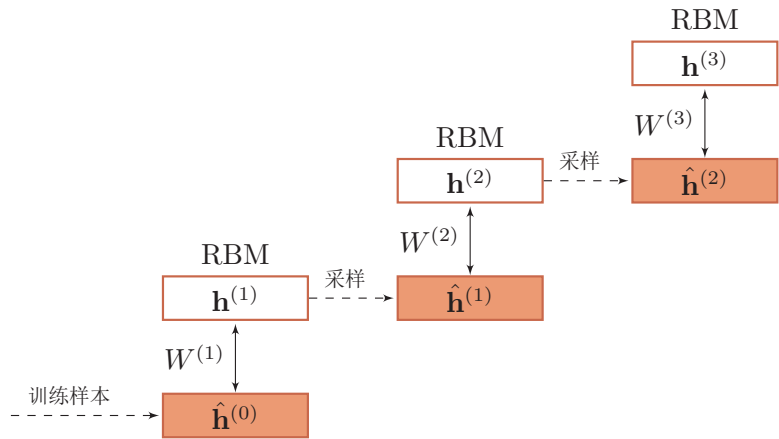 RBM
h^(3)
W^(3)
RBM
采样
h^(2)
ĥ^(2)
W^(2)
RBM
采样
h^(1)
ĥ^(1)
W^(1)
训练样本
ĥ^(0)